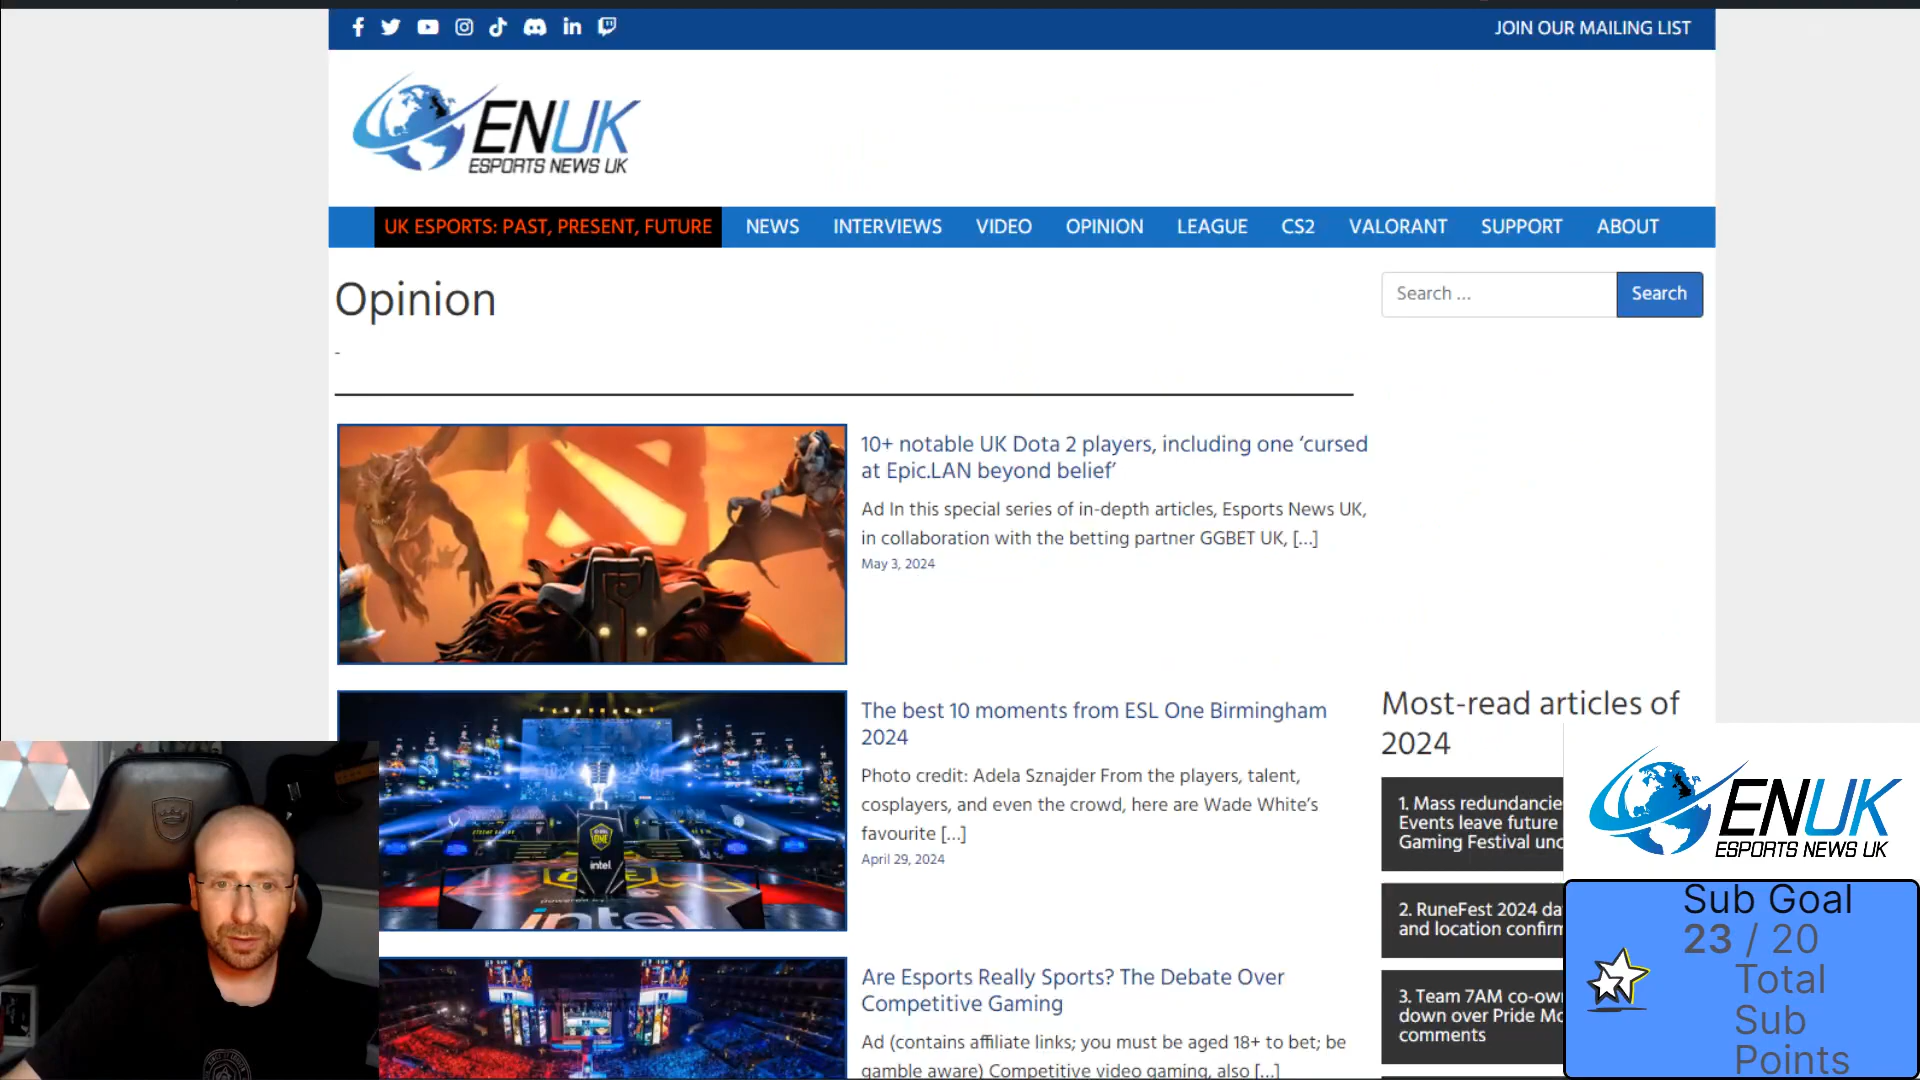 JOIN OUR MAILING LIST
ENUK
ESPORTS NEWS UK
UK ESPORTS: PAST, PRESENT, FUTURE NEWS INTERVIEWS VIDEO OPINION LEAGUE CS2 VALORANT SUPPORT ABOUT
Opinion
Search ... Search
-
10+ notable UK Dota 2 players, including one ‘cursed
at Epic.LAN beyond belief’
Ad In this special series of in-depth articles, Esports News UK,
in collaboration with the betting partner GGBET UK, [...]
May 3, 2024
The best 10 moments from ESL One Birmingham
2024
Photo credit: Adela Sznajder From the players, talent,
cosplayers, and even the crowd, here are Wade White’s
favourite [...]
April 29, 2024
ONE
intel.
intel
Are Esports Really Sports? The Debate Over
Competitive Gaming
Ad (contains affiliate links; you must be aged 18+ to bet; be
gamble aware) Competitive video gaming, also [...]
Most-read articles of
2024
1. Mass redundancie
Events leave future
Gaming Festival unc
2. RuneFest 2024 da
and location confirm
3. Team 7AM co-own
down over Pride Mo
comments
ENUK
ESPORTS NEWS UK
Sub Goal
23 / 20
Total
Sub
Points